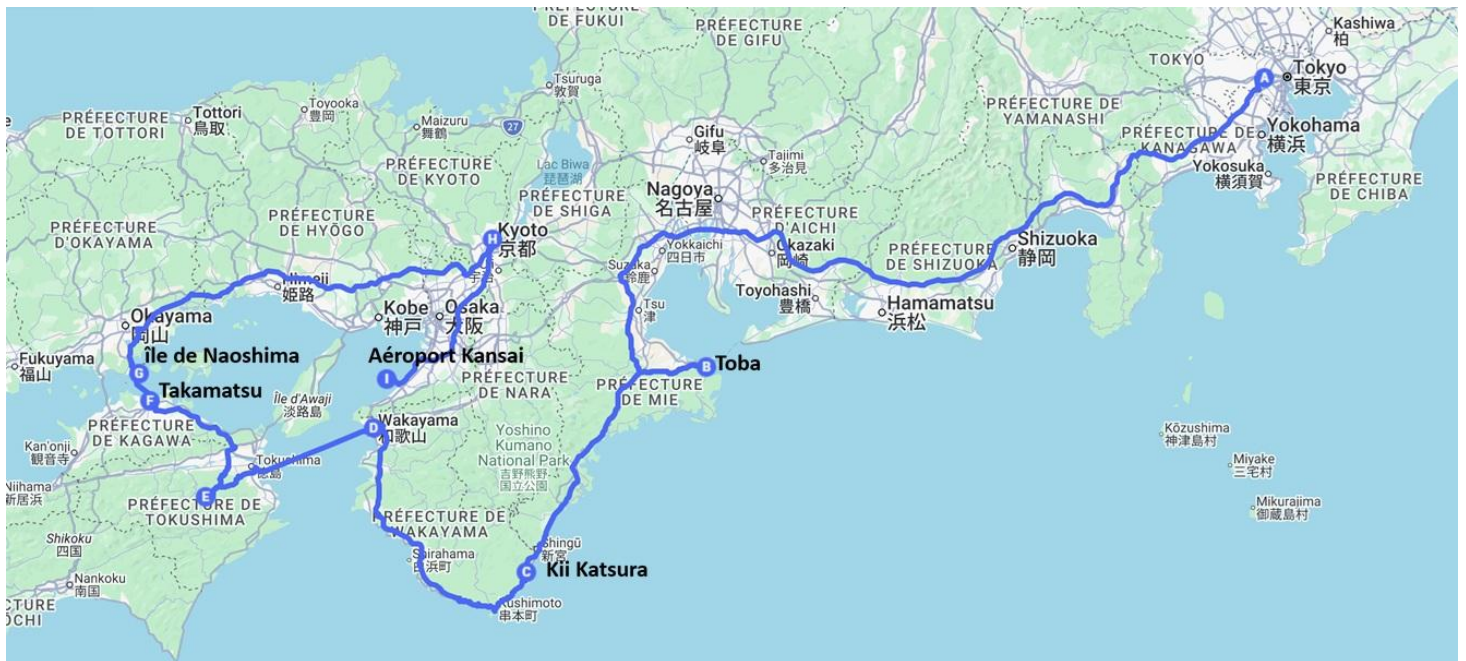 PRÉFECTURE
DE FUKUI
PRÉFECTURE
DE GIFU
Kashiwa
柏
TOKYO
Tokyo
東京
A
Tsuruga
敦賀
Toyooka
豊岡
Tottori
鳥取
PRÉFECTURE
DE TOTTORI
Maizuru
舞鶴
27
Gifu
岐阜
PRÉFECTURE DE
YAMANASHI
PRÉFECTURE DE
KANAGAWA
Yokohama
横浜
Yokosuka
横須賀
Tajimi
多治見
Lac Biwa
琵琶湖
PRÉFECTURE
DE KYOTO
PRÉFECTURE
DE SHIGA
Nagoya
名古屋
PRÉFECTURE
DE CHIBA
PRÉFECTURE
D'OKAYAMA
PRÉFECTURE
DE HYŌGO
H
Kyoto
京都
PRÉFECTURE
D'AICHI
Yokkaichi
四日市
Okazaki
岡崎
PRÉFECTURE
DE SHIZUOKA
Shizuoka
静岡
Himeji
姫路
Suzuka
鈴鹿
Toyohashi
豊橋
Hamamatsu
浜松
Tsu
津
Kobe
神戸
Osaka
大阪
Okayama
岡山
Fukuyama
福山
île de Naoshima
G
Aéroport Kansai
I
B
Toba
PRÉFECTURE
DE NARA
PRÉFECTURE
DE MIE
Takamatsu
F
Île d'Awaji
淡路島
PRÉFECTURE
DE KAGAWA
Kan'onji
観音寺
D
Wakayama
和歌山
Yoshino
Kumano
National Park
吉野熊野
国立公園
Kōzushima
神津島村
Miyake
三宅村
Mikurajima
御蔵島村
Tokushima
徳島
Niihama
新居浜
E
PRÉFECTURE DE
TOKUSHIMA
PRÉFECTURE DE
WAKAYAMA
Shikoku
四国
Shirahama
白浜町
Shingū
新宮
C
Kii Katsura
Nankoku
南国
Kushimoto
串本町